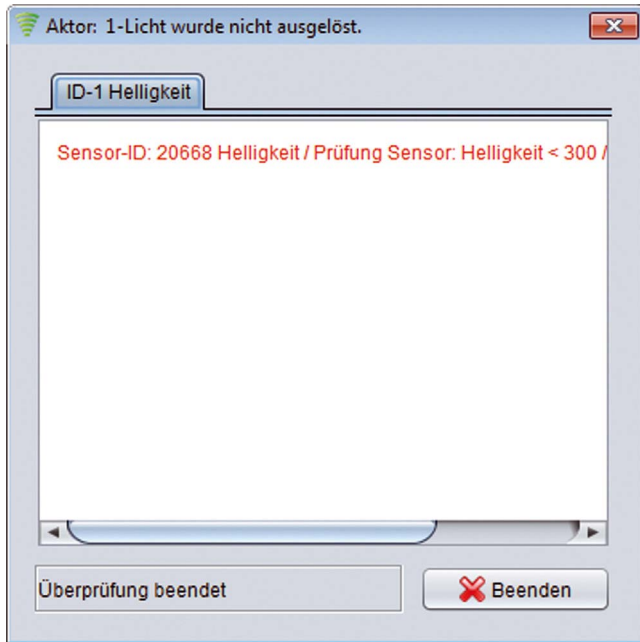 Aktor: 1-Licht wurde nicht ausgelöst.
ID-1 Helligkeit
Sensor-ID: 20668 Helligkeit / Prüfung Sensor: Helligkeit < 300 /
Überprüfung beendet
Beenden